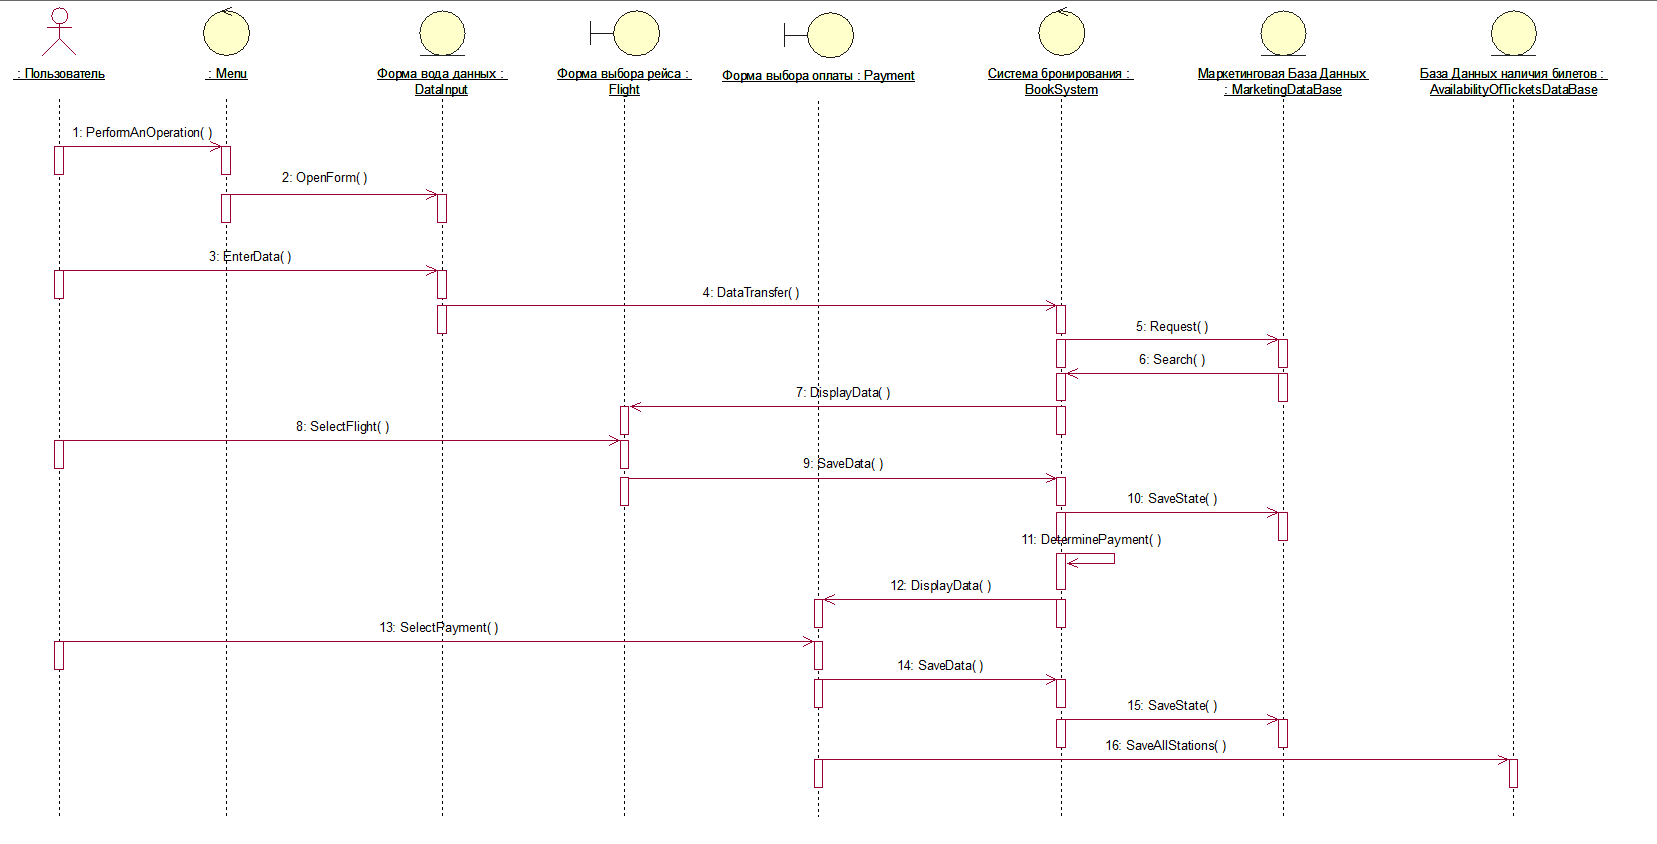 : Пользователь
: Menu
Форма вода данных :
DataInput
Форма выбора рейса :
Flight
Форма выбора оплаты : Payment
Система бронирования :
BookSystem
Маркетинговая База Данных
: MarketingDataBase
База Данных наличия билетов :
AvailabilityOfTicketsDataBase
1: PerformAnOperation( )
2: OpenForm( )
3: EnterData( )
4: DataTransfer( )
5: Request( )
6: Search( )
7: DisplayData( )
8: SelectFlight( )
9: SaveData( )
10: SaveState( )
11: DeterminePayment( )
12: DisplayData( )
13: SelectPayment( )
14: SaveData( )
15: SaveState( )
16: SaveAllStations( )